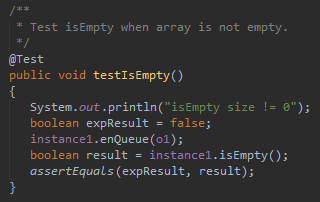 /**
 * Test isEmpty when array is not empty.
 */
@Test
public void testIsEmpty()
{
    System.out.println("isEmpty size != 0");
    boolean expResult = false;
    instance1.enQueue(o1);
    boolean result = instance1.isEmpty();
    assertEquals(expResult, result);
}